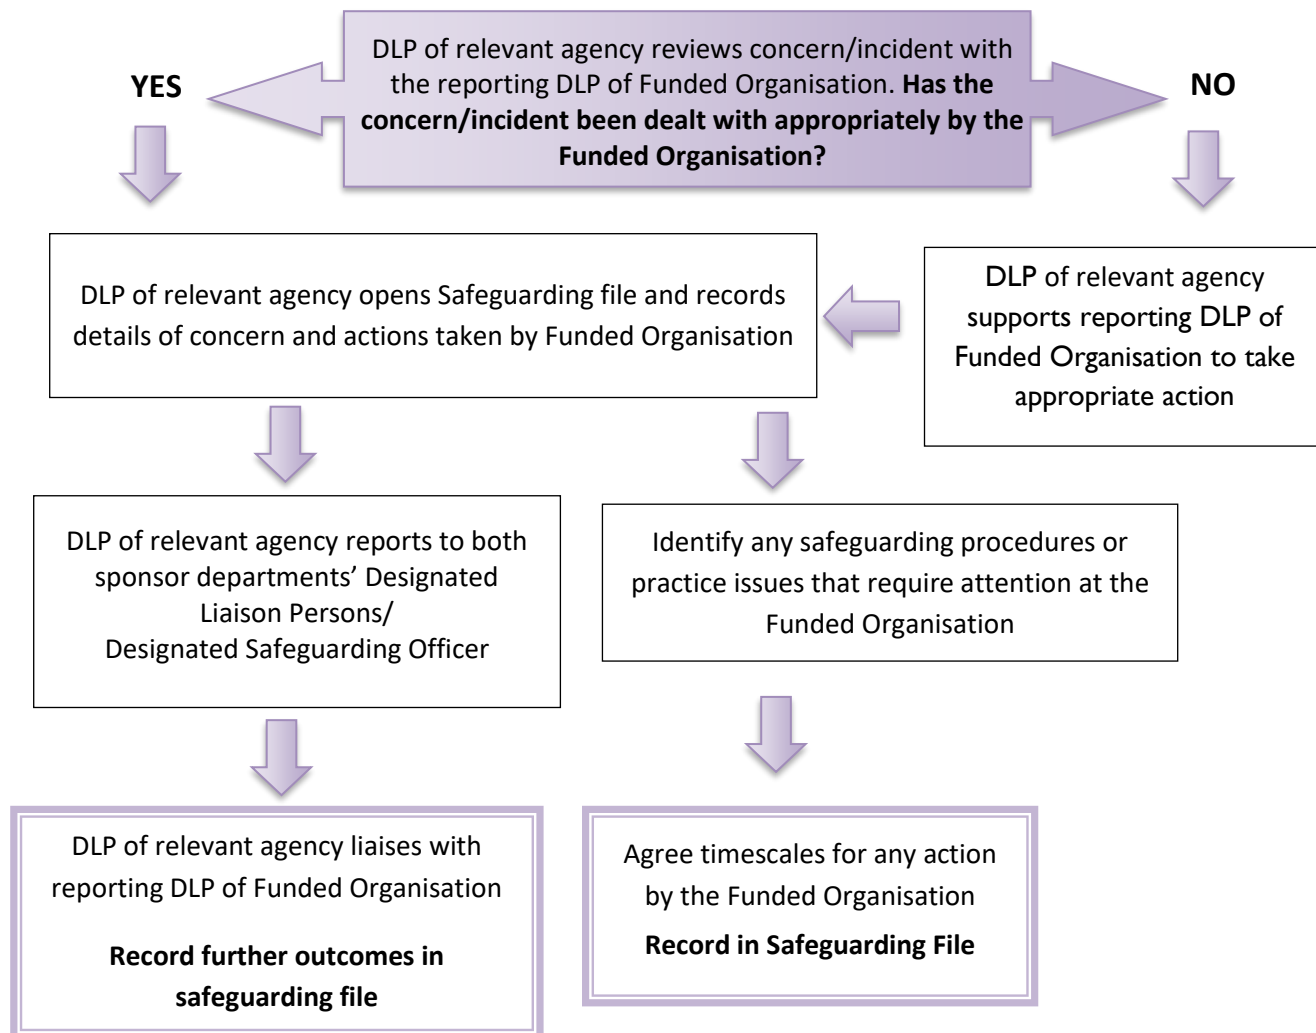 YES
DLP of relevant agency reviews concern/incident with
the reporting DLP of Funded Organisation. Has the
concern/incident been dealt with appropriately by the
Funded Organisation?
NO
DLP of relevant agency opens Safeguarding file and records
details of concern and actions taken by Funded Organisation
DLP of relevant agency
supports reporting DLP of
Funded Organisation to take
appropriate action
DLP of relevant agency reports to both
sponsor departments’ Designated
Liaison Persons/
Designated Safeguarding Officer
Identify any safeguarding procedures or
practice issues that require attention at the
Funded Organisation
DLP of relevant agency liaises with
reporting DLP of Funded Organisation
Record further outcomes in
safeguarding file
Agree timescales for any action
by the Funded Organisation
Record in Safeguarding File